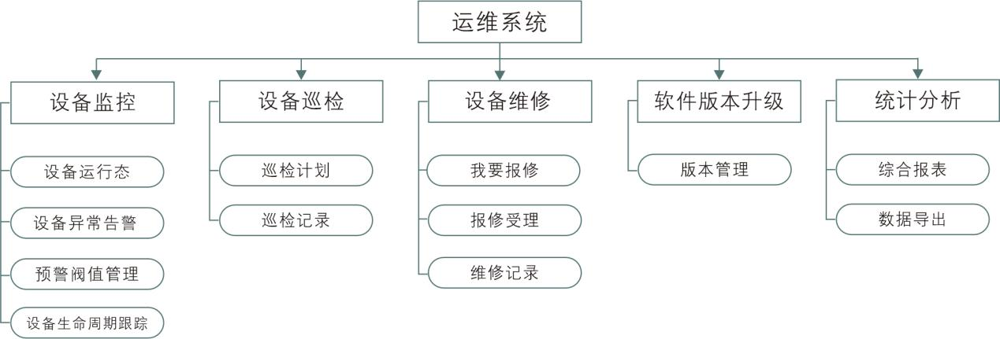 运维系统
设备监控
设备运行态
设备异常告警
预警阀值管理
设备生命周期跟踪
设备巡检
巡检计划
巡检记录
设备维修
我要报修
报修受理
维修记录
软件版本升级
版本管理
统计分析
综合报表
数据导出